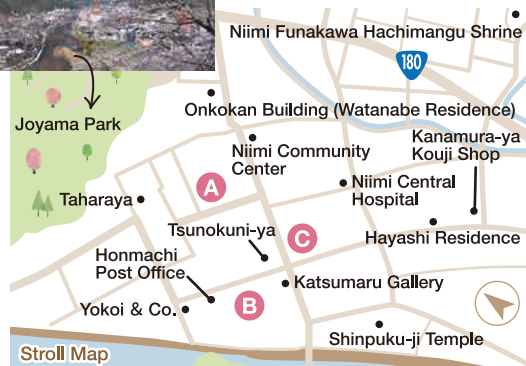 Niimi Funakawa Hachimangu Shrine
180
Onkokan Building (Watanabe Residence)
Joyama Park
Kanamura-ya
Kouji Shop
Niimi Community
Center
A
Niimi Central
Hospital
Taharaya
Tsunokuni-ya
C
Hayashi Residence
Honmachi
Post Office
Katsumaru Gallery
B
Yokoi & Co.
Shinpuku-ji Temple
Stroll Map